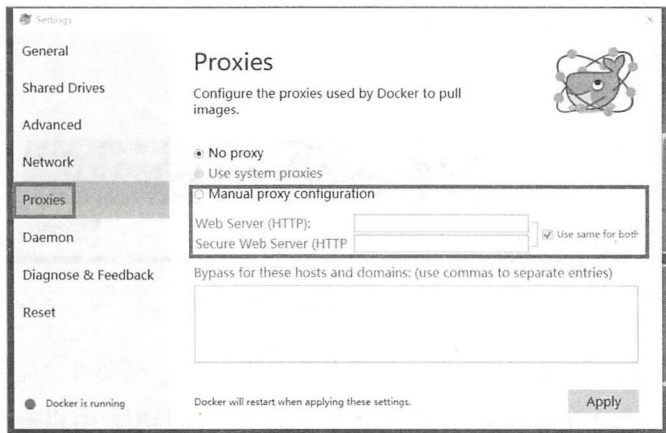 Settings
General
Shared Drives
Advanced
Network
Proxies
Daemon
Diagnose & Feedback
Reset
Docker is running
Proxies
Configure the proxies used by Docker to pull
images.
No proxy
Use system proxies
Manual proxy configuration
Web Server (HTTP):
Secure Web Server (HTTP
Use same for both
Bypass for these hosts and domains: (use commas to separate entries)
Docker will restart when applying these settings.
Apply